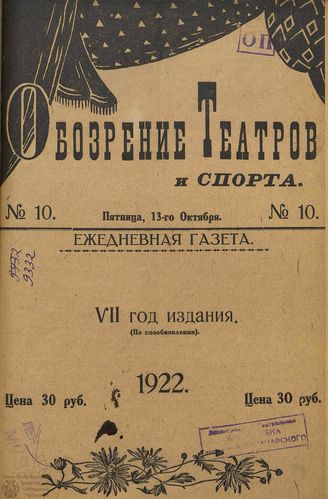 ОП
Обозрение Театров
и СПОРТА.
№ 10. Пятница, 13-го Октября. № 10.
ЕЖЕДНЕВНАЯ ГАЗЕТА.
9332
VII год издания.
(По возобновлении).
1922.
Цена 30 руб. Цена 30 руб.